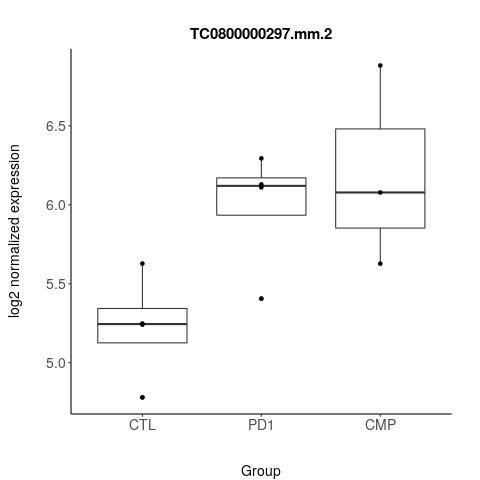 TC0800000297.mm.2
log2 normalized expression
6.5
6.0
5.5
5.0
CTL PD1 CMP
Group